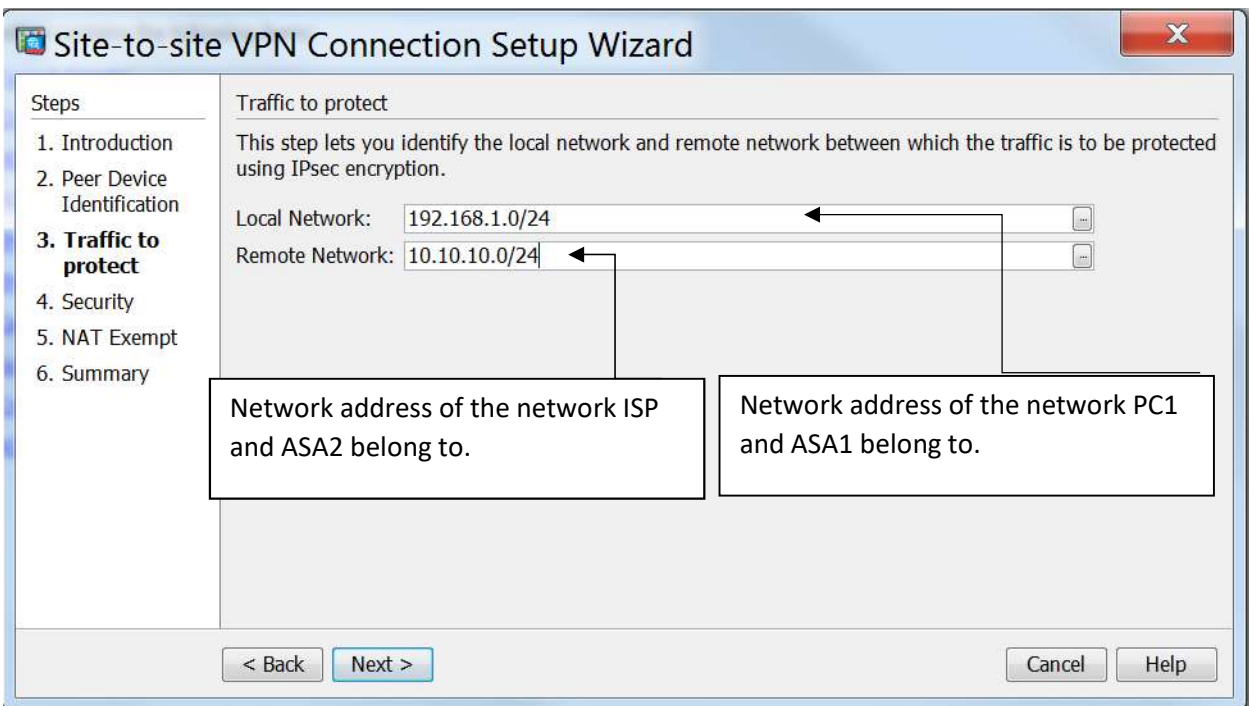 Site-to-site VPN Connection Setup Wizard
X
Steps
1. Introduction
2. Peer Device
Identification
3. Traffic to
protect
4. Security
5. NAT Exempt
6. Summary
Traffic to protect
This step lets you identify the local network and remote network between which the traffic is to be protected
using IPsec encryption.
Local Network: 192.168.1.0/24 ...
Remote Network: 10.10.10.0/24 ...
Network address of the network ISP
and ASA2 belong to.
Network address of the network PC1
and ASA1 belong to.
< Back Next > Cancel Help